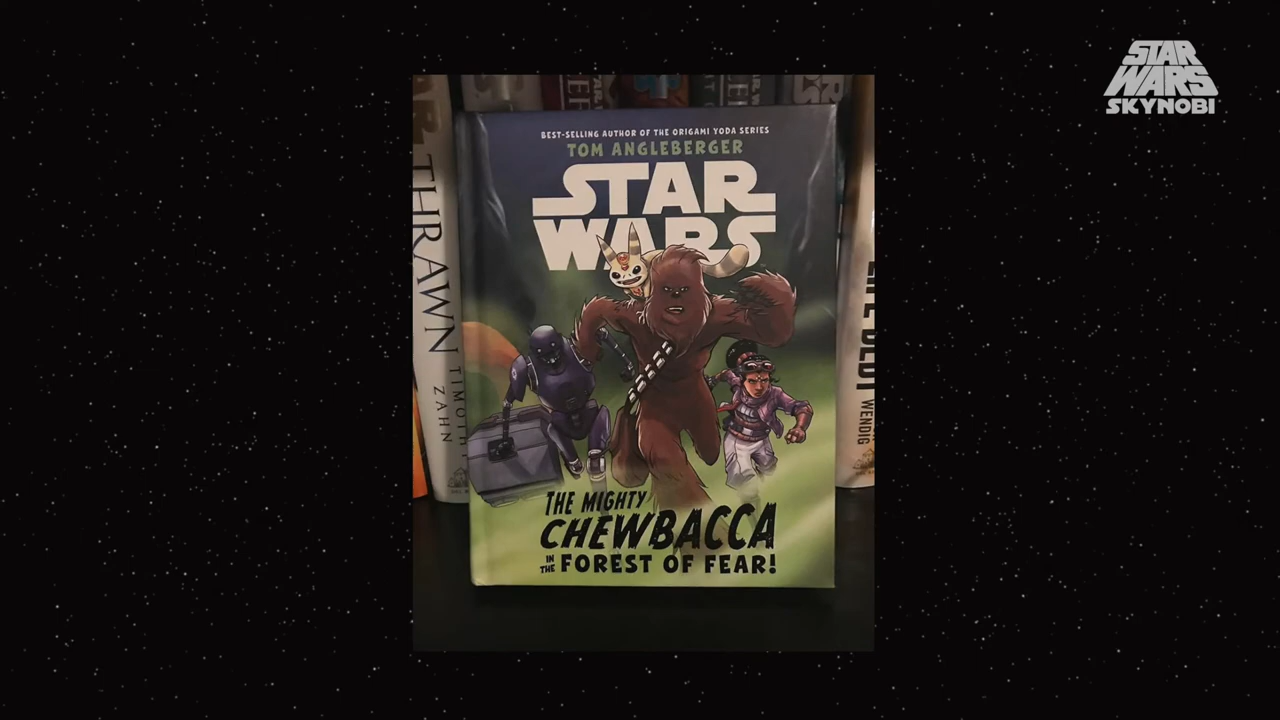 STAR
WARS
SKYNOBI
BEST-SELLING AUTHOR OF THE ORIGAMI YODA SERIES
TOM ANGLEBERGER
STAR
WARS
THE MIGHTY
CHEWBACCA
IN THE FOREST OF FEAR!
THRAWN
TIMOTHY
ZAHN
WENDIG